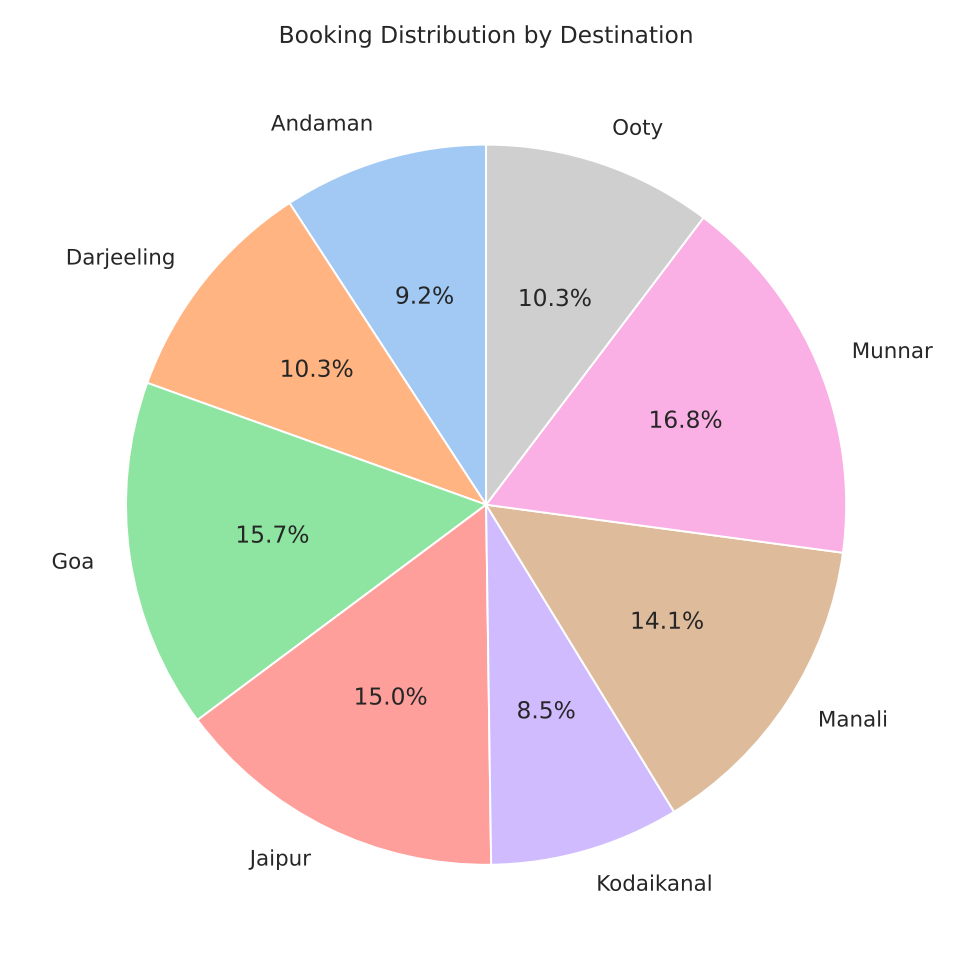 Booking Distribution by Destination
Andaman
Ooty
Darjeeling
9.2%
10.3%
Munnar
10.3%
16.8%
15.7%
Goa
14.1%
15.0%
8.5%
Manali
Jaipur
Kodaikanal